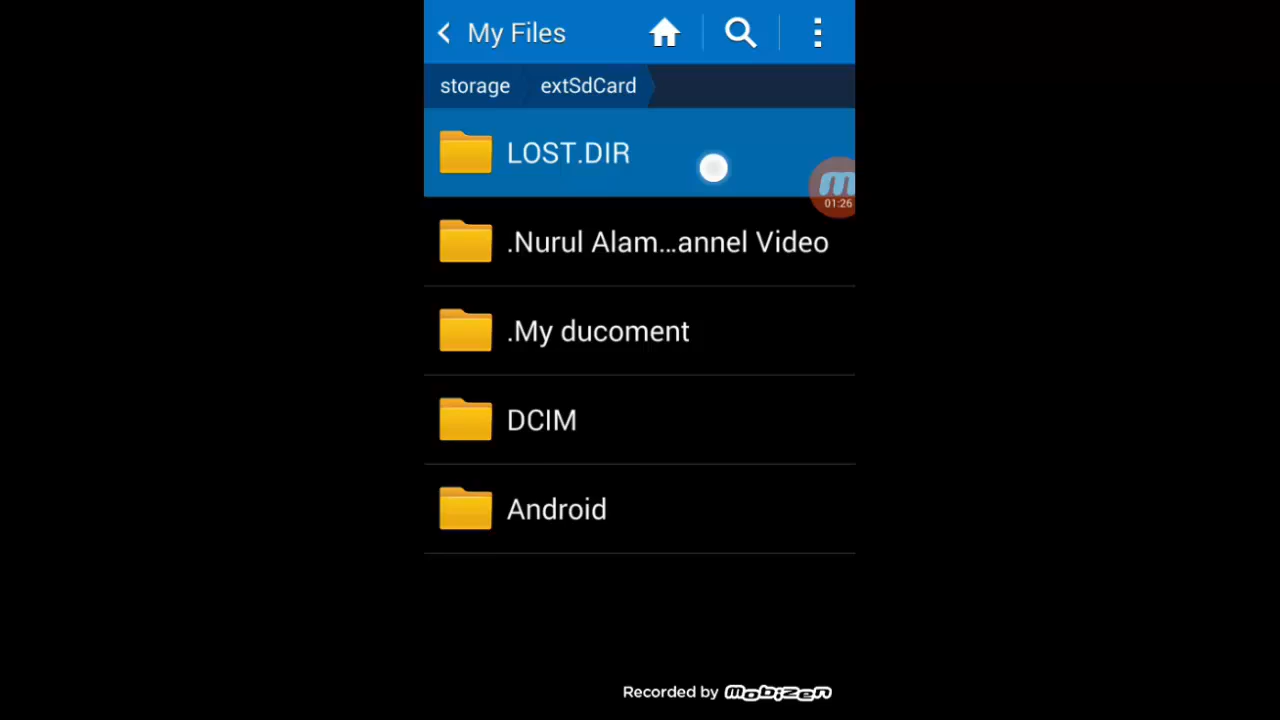 My Files
storage extSdCard
LOST.DIR
01:26
.Nurul Alam...annel Video
.My ducoment
DCIM
Android
Recorded by mobizen